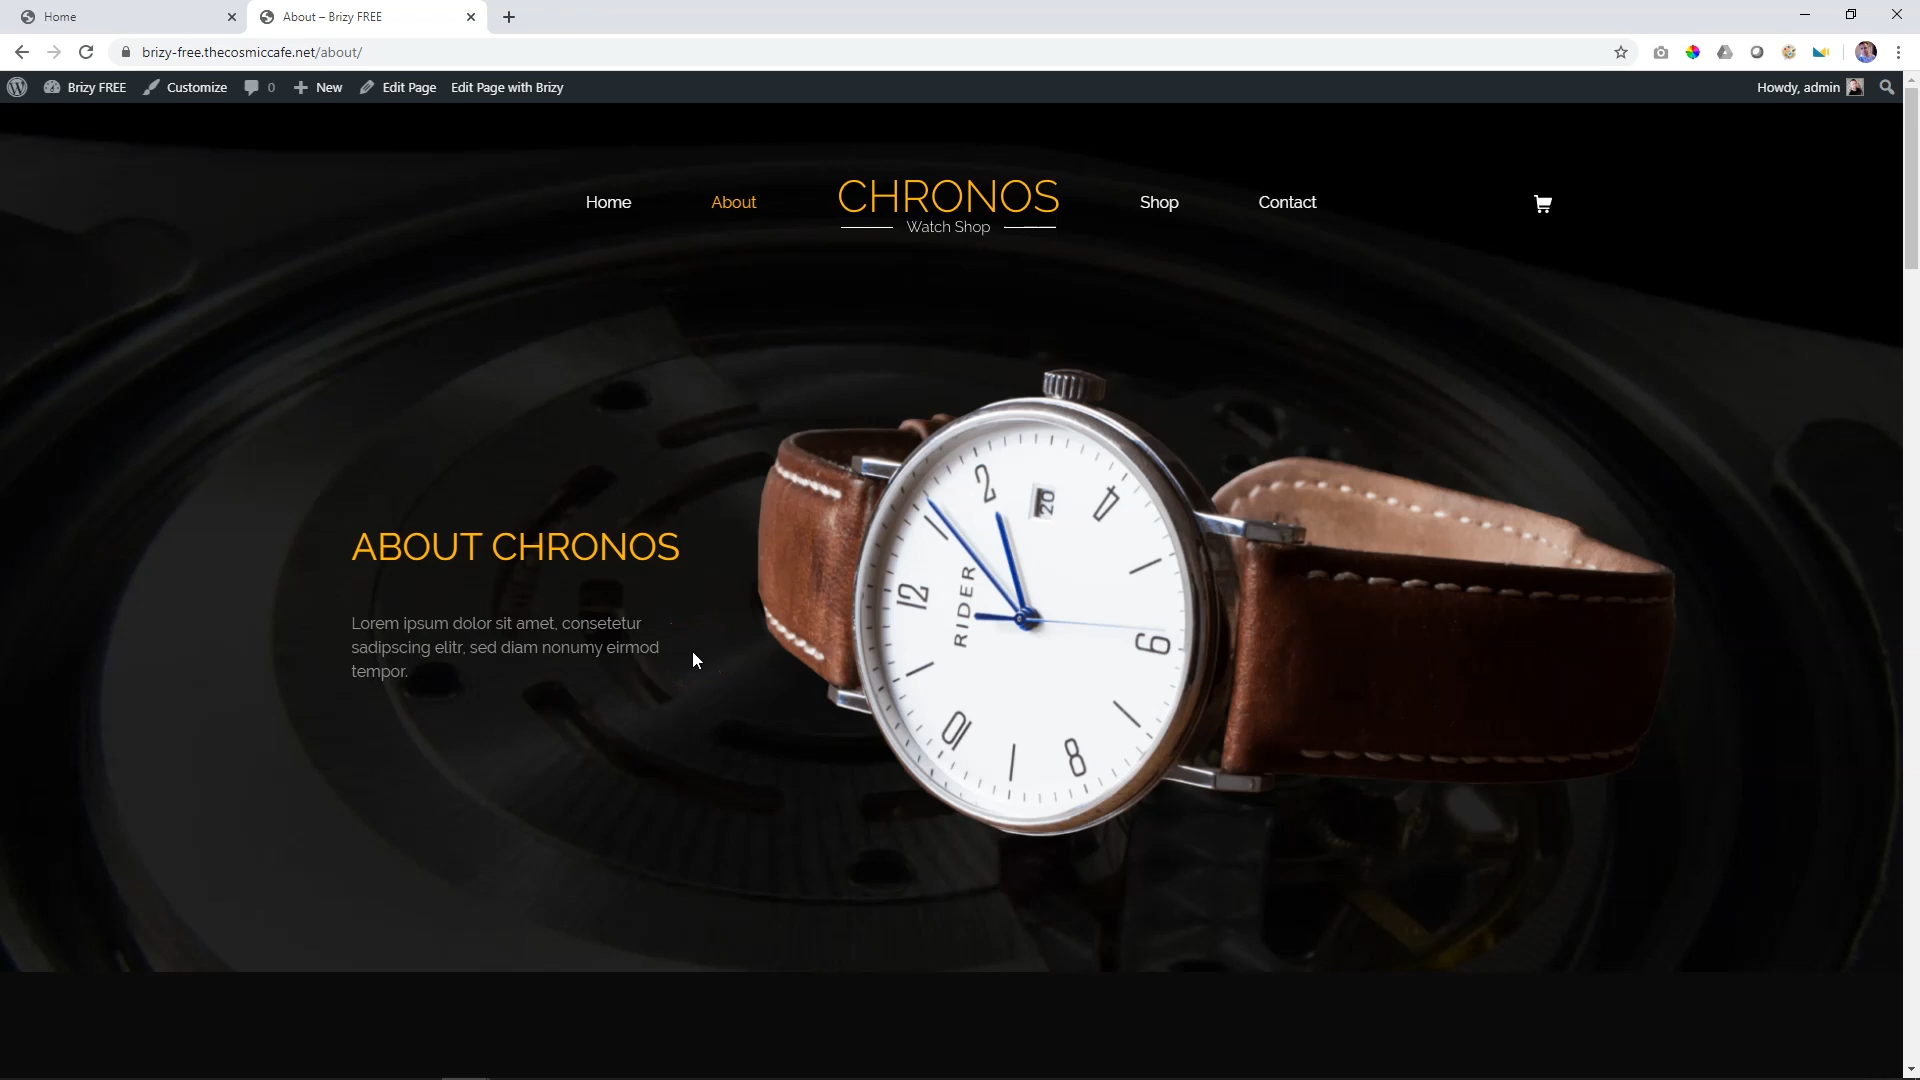 Home
About – Brizy FREE
brizy-free.thecosmiccafe.net/about/
Brizy FREE
Customize
0
New
Edit Page
Edit Page with Brizy
Howdy, admin
Home
About
CHRONOS
Watch Shop
Shop
Contact
ABOUT CHRONOS
Lorem ipsum dolor sit amet, consetetur
sadipscing elitr, sed diam nonumy eirmod
tempor.
2
20
4
12
RIDER
6
10
8